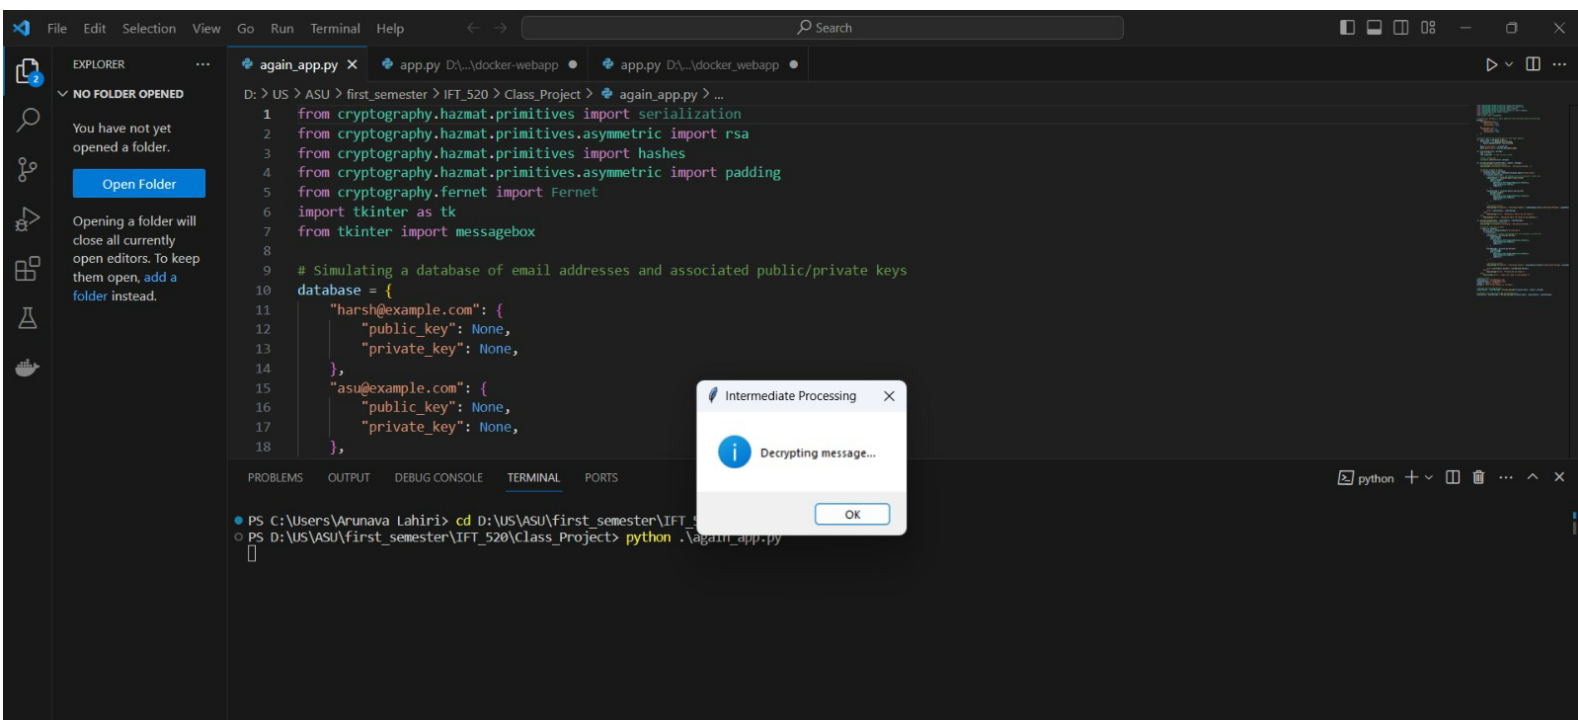 File Edit Selection View Go Run Terminal Help
Search
EXPLORER
again_app.py
app.py D:\...\docker-webapp
app.py D:\...\docker_webapp
NO FOLDER OPENED
You have not yet
opened a folder.
Open Folder
Opening a folder will
close all currently
open editors. To keep
them open, add a
folder instead.
2
D: > US > ASU > first_semester > IFT_520 > Class_Project > again_app.py > ...
1 from cryptography.hazmat.primitives import serialization
2 from cryptography.hazmat.primitives.asymmetric import rsa
3 from cryptography.hazmat.primitives import hashes
4 from cryptography.hazmat.primitives.asymmetric import padding
5 from cryptography.fernet import Fernet
6 import tkinter as tk
7 from tkinter import messagebox
8
9 # Simulating a database of email addresses and associated public/private keys
10 database = {
11 "harsh@example.com": {
12 "public_key": None,
13 "private_key": None,
14 },
15 "asu@example.com": {
16 "public_key": None,
17 "private_key": None,
18 },
Intermediate Processing
Decrypting message...
OK
PROBLEMS OUTPUT DEBUG CONSOLE TERMINAL PORTS
python
PS C:\Users\Arunava Lahiri> cd D:\US\ASU\first_semester\IFT_
PS D:\US\ASU\first_semester\IFT_520\Class_Project> python .\again_app.py